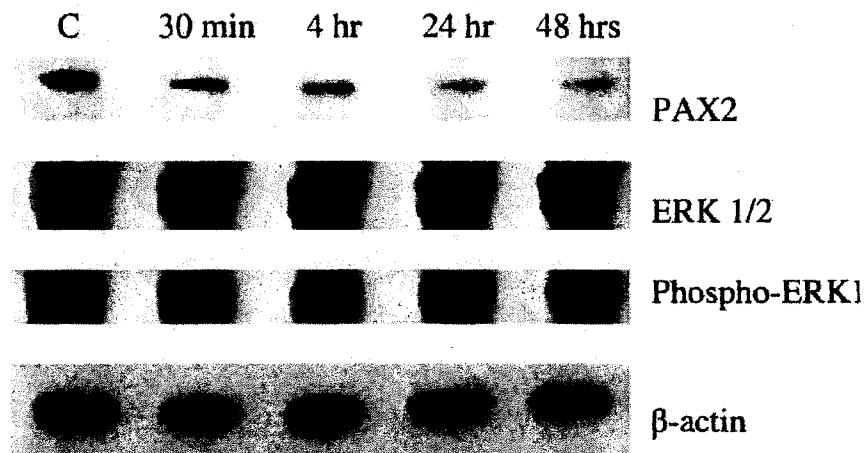 C 30 min 4 hr 24 hr 48 hrs
PAX2
ERK 1/2
Phospho-ERK1
β-actin